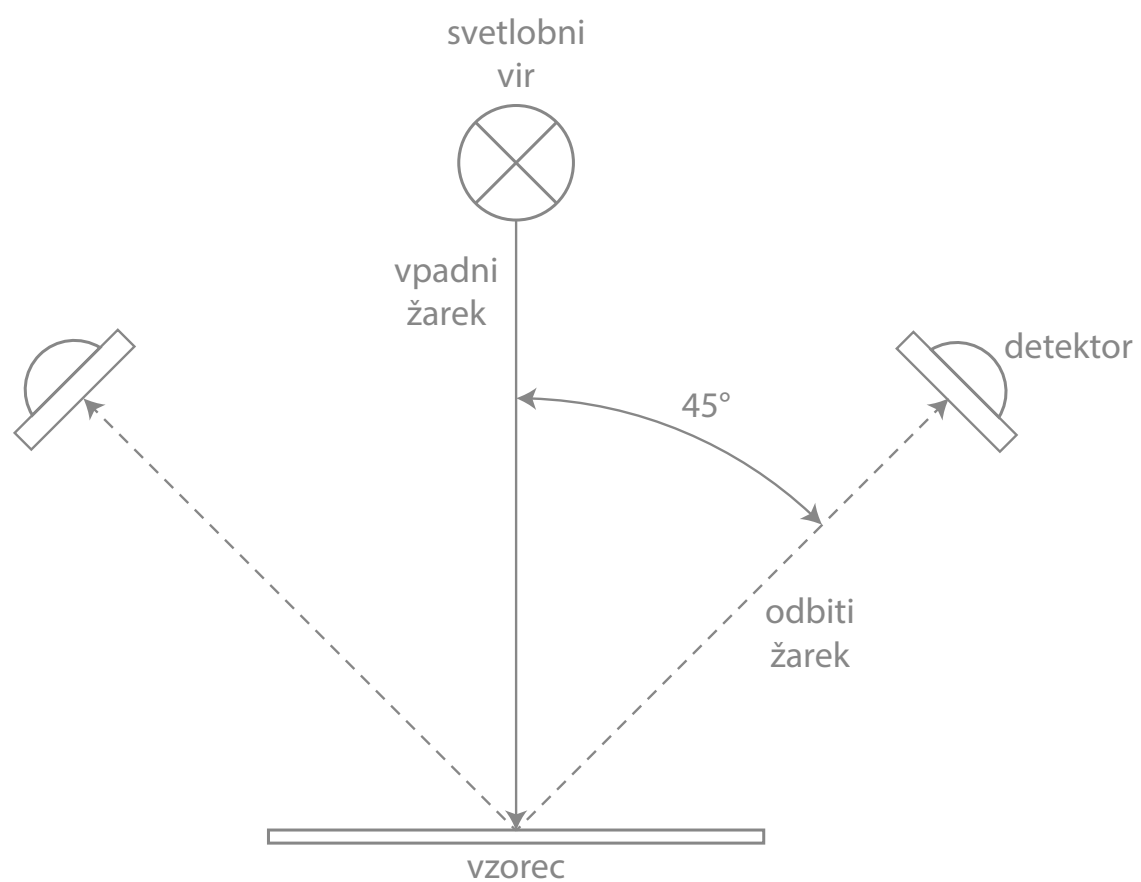 svetlobni
vir
vpadni
žarek
detektor
45°
odbiti
žarek
vzorec